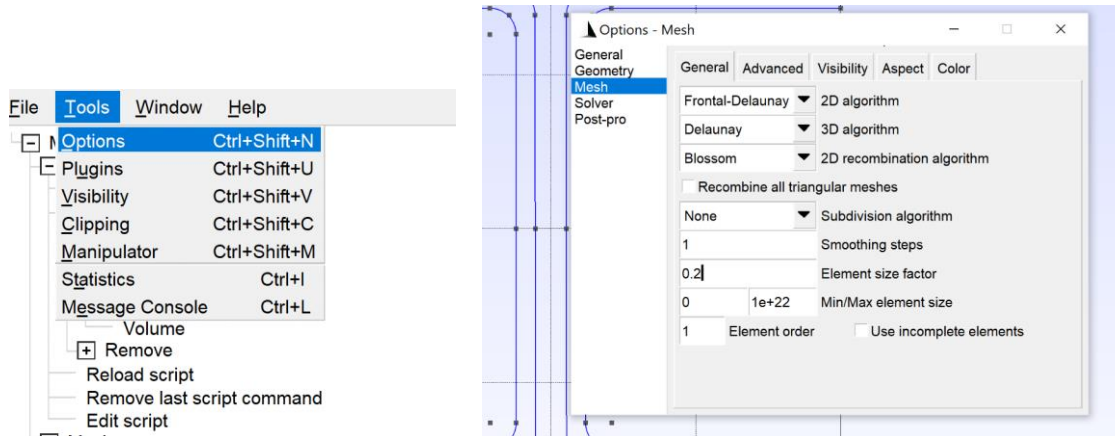 File Tools Window Help
Options Ctrl+Shift+N
Plugins Ctrl+Shift+U
Visibility Ctrl+Shift+V
Clipping Ctrl+Shift+C
Manipulator Ctrl+Shift+M
Statistics Ctrl+I
Message Console Ctrl+L
Volume
Remove
Reload script
Remove last script command
Edit script
Options - Mesh
General
Geometry
Mesh
Solver
Post-pro
General Advanced Visibility Aspect Color
Frontal-Delaunay 2D algorithm
Delaunay 3D algorithm
Blossom 2D recombination algorithm
Recombine all triangular meshes
None Subdivision algorithm
1 Smoothing steps
0.2 Element size factor
0 1e+22 Min/Max element size
1 Element order Use incomplete elements